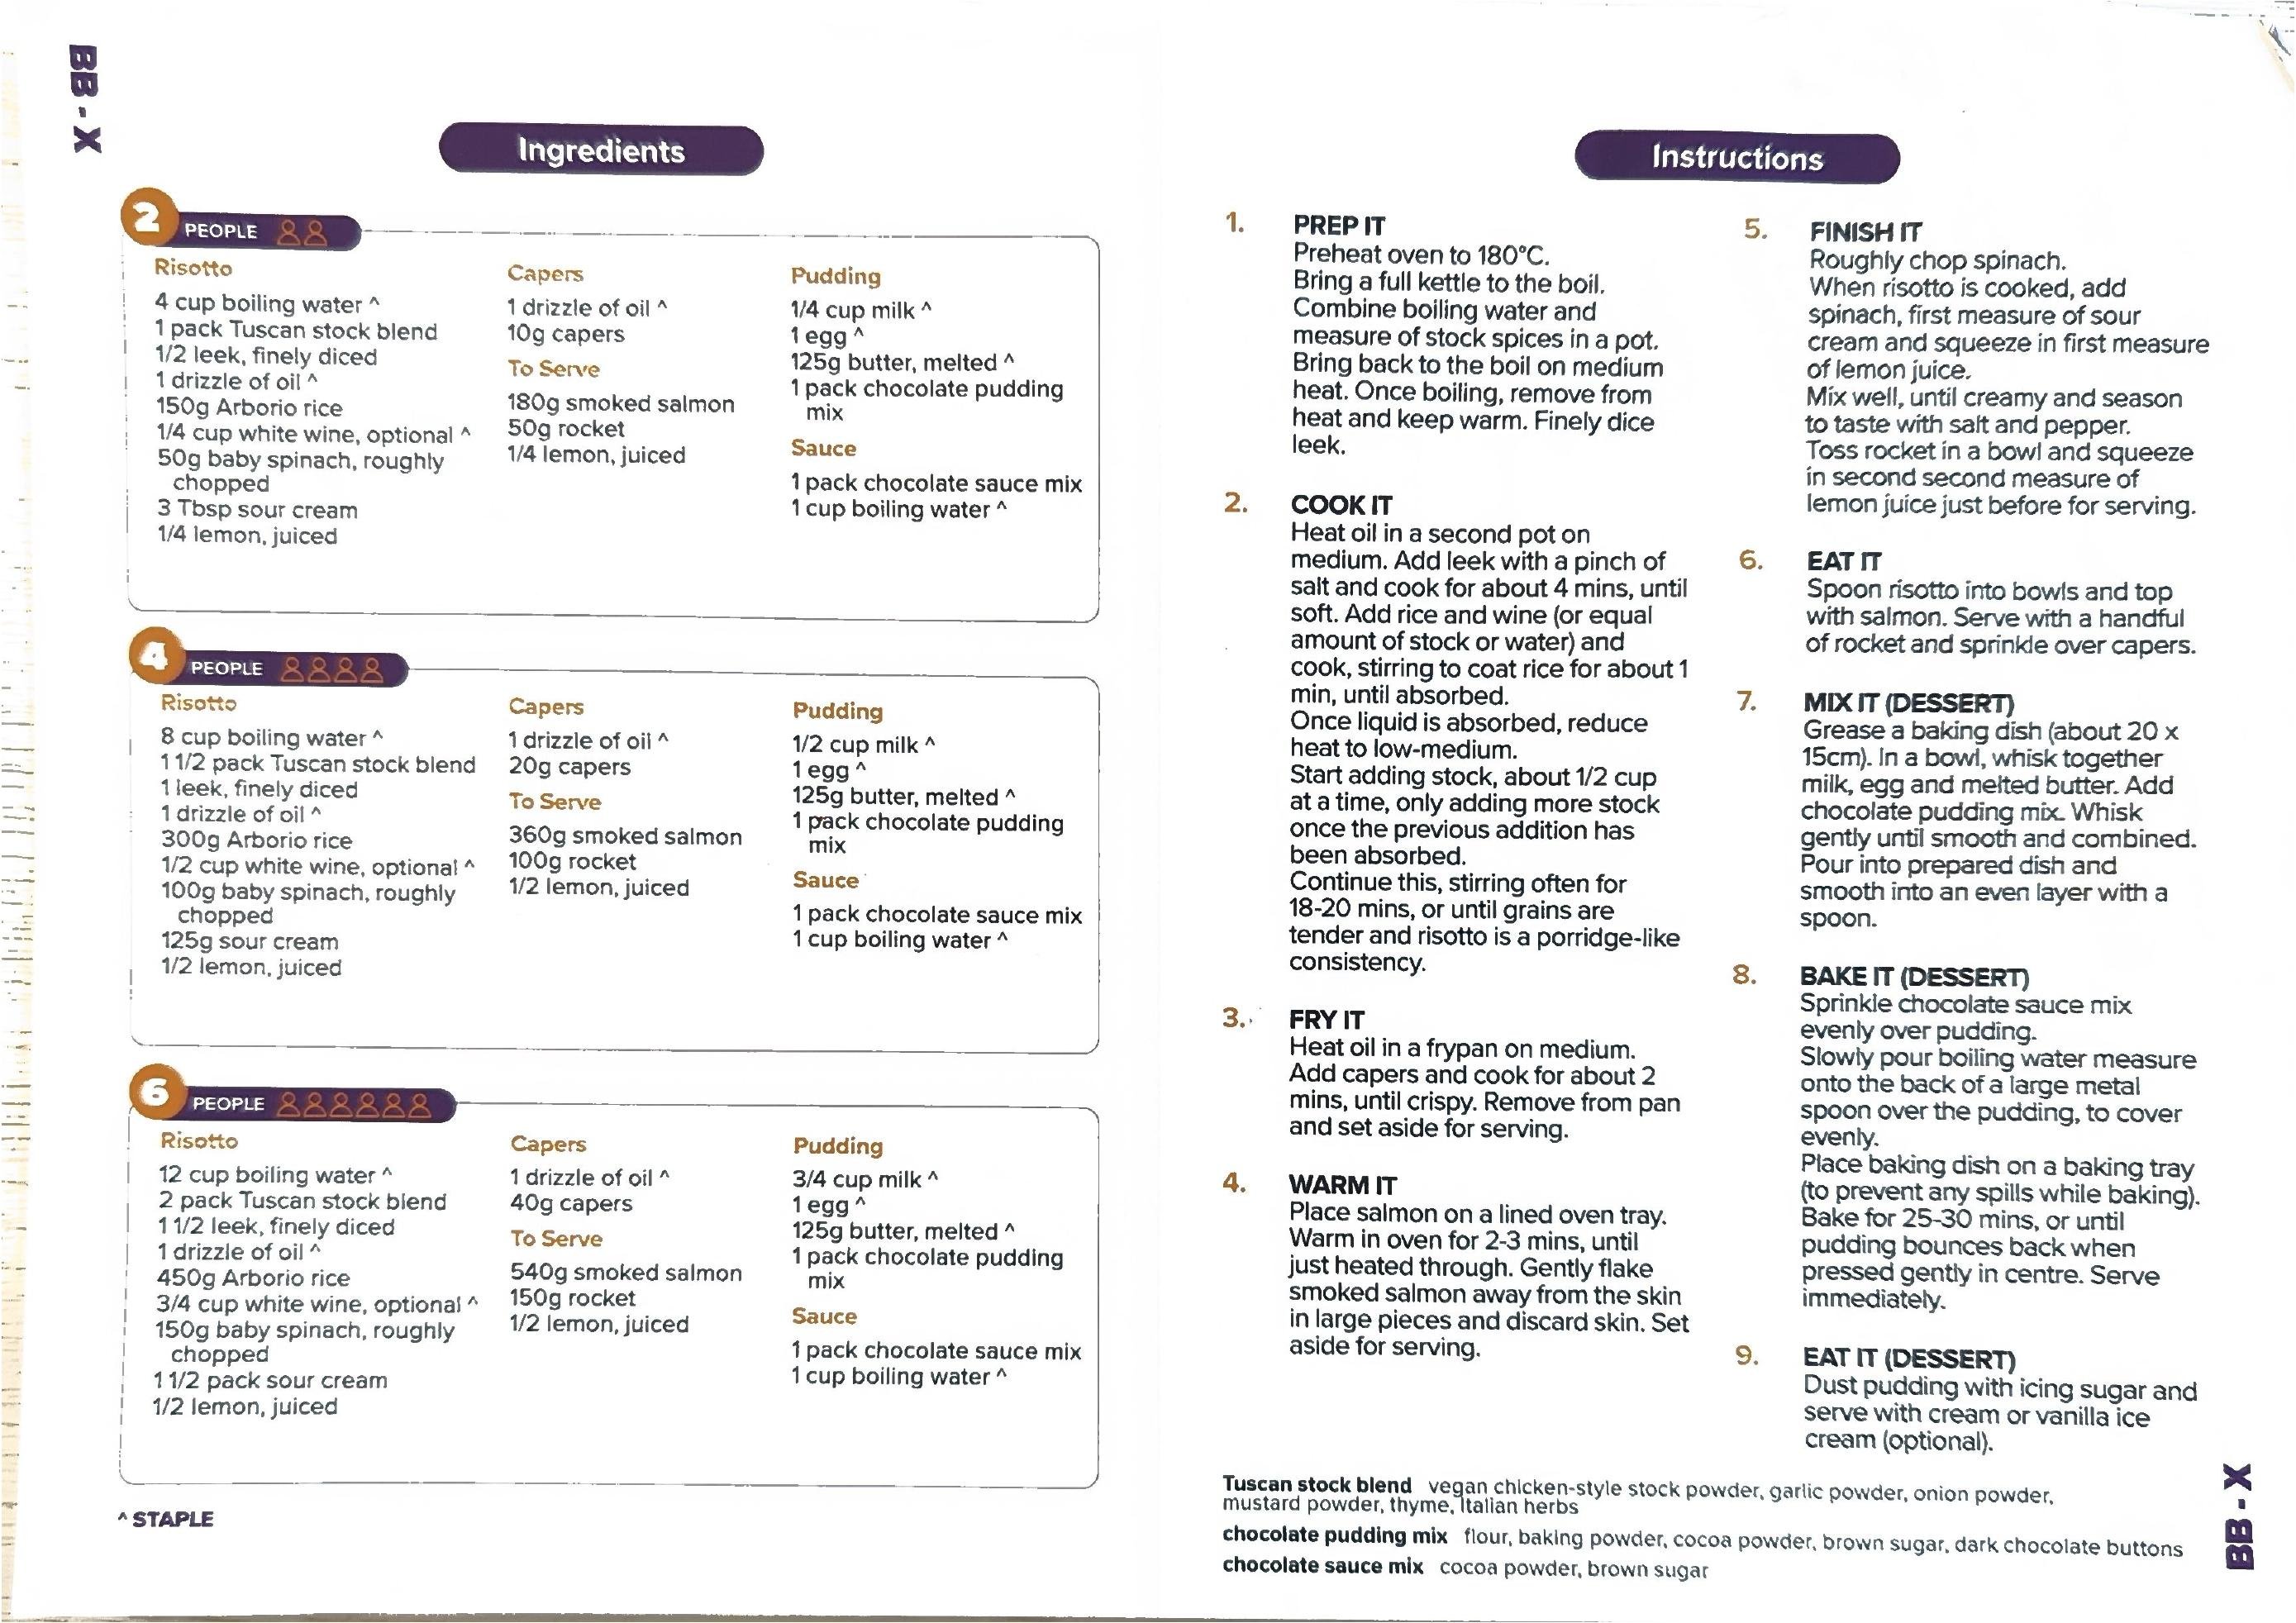 BB - X
Ingredients
2 PEOPLE
Risotto
4 cup boiling water ^
1 pack Tuscan stock blend
1/2 leek, finely diced
1 drizzle of oil ^
150g Arborio rice
1/4 cup white wine, optional ^
50g baby spinach, roughly
chopped
3 Tbsp sour cream
1/4 lemon, juiced
Capers
1 drizzle of oil ^
10g capers
To Serve
180g smoked salmon
50g rocket
1/4 lemon, juiced
Pudding
1/4 cup milk ^
1 egg ^
125g butter, melted ^
1 pack chocolate pudding
mix
Sauce
1 pack chocolate sauce mix
1 cup boiling water ^
4 PEOPLE
Risotto
8 cup boiling water ^
1 1/2 pack Tuscan stock blend
1 leek, finely diced
1 drizzle of oil ^
300g Arborio rice
1/2 cup white wine, optional ^
100g baby spinach, roughly
chopped
125g sour cream
1/2 lemon, juiced
Capers
1 drizzle of oil ^
20g capers
To Serve
360g smoked salmon
100g rocket
1/2 lemon, juiced
Pudding
1/2 cup milk ^
1 egg ^
125g butter, melted ^
1 pack chocolate pudding
mix
Sauce
1 pack chocolate sauce mix
1 cup boiling water ^
6 PEOPLE
Risotto
12 cup boiling water ^
2 pack Tuscan stock blend
1 1/2 leek, finely diced
1 drizzle of oil ^
450g Arborio rice
3/4 cup white wine, optional ^
150g baby spinach, roughly
chopped
1 1/2 pack sour cream
1/2 lemon, juiced
Capers
1 drizzle of oil ^
40g capers
To Serve
540g smoked salmon
150g rocket
1/2 lemon, juiced
Pudding
3/4 cup milk ^
1 egg ^
125g butter, melted ^
1 pack chocolate pudding
mix
Sauce
1 pack chocolate sauce mix
1 cup boiling water ^
^ STAPLE
Instructions
1. PREP IT
Preheat oven to 180°C.
Bring a full kettle to the boil.
Combine boiling water and
measure of stock spices in a pot.
Bring back to the boil on medium
heat. Once boiling, remove from
heat and keep warm. Finely dice
leek.
2. COOK IT
Heat oil in a second pot on
medium. Add leek with a pinch of
salt and cook for about 4 mins, until
soft. Add rice and wine (or equal
amount of stock or water) and
cook, stirring to coat rice for about 1
min, until absorbed.
Once liquid is absorbed, reduce
heat to low-medium.
Start adding stock, about 1/2 cup
at a time, only adding more stock
once the previous addition has
been absorbed.
Continue this, stirring often for
18-20 mins, or until grains are
tender and risotto is a porridge-like
consistency.
3. FRY IT
Heat oil in a frypan on medium.
Add capers and cook for about 2
mins, until crispy. Remove from pan
and set aside for serving.
4. WARM IT
Place salmon on a lined oven tray.
Warm in oven for 2-3 mins, until
just heated through. Gently flake
smoked salmon away from the skin
in large pieces and discard skin. Set
aside for serving.
5. FINISH IT
Roughly chop spinach.
When risotto is cooked, add
spinach, first measure of sour
cream and squeeze in first measure
of lemon juice.
Mix well, until creamy and season
to taste with salt and pepper.
Toss rocket in a bowl and squeeze
in second second measure of
lemon juice just before for serving.
6. EAT IT
Spoon risotto into bowls and top
with salmon. Serve with a handful
of rocket and sprinkle over capers.
7. MIX IT (DESSERT)
Grease a baking dish (about 20 x
15cm). In a bowl, whisk together
milk, egg and melted butter. Add
chocolate pudding mix. Whisk
gently until smooth and combined.
Pour into prepared dish and
smooth into an even layer with a
spoon.
8. BAKE IT (DESSERT)
Sprinkle chocolate sauce mix
evenly over pudding.
Slowly pour boiling water measure
onto the back of a large metal
spoon over the pudding, to cover
evenly.
Place baking dish on a baking tray
(to prevent any spills while baking).
Bake for 25-30 mins, or until
pudding bounces back when
pressed gently in centre. Serve
immediately.
9. EAT IT (DESSERT)
Dust pudding with icing sugar and
serve with cream or vanilla ice
cream (optional).
Tuscan stock blend vegan chicken-style stock powder, garlic powder, onion powder,
mustard powder, thyme, Italian herbs
chocolate pudding mix flour, baking powder, cocoa powder, brown sugar, dark chocolate buttons
chocolate sauce mix cocoa powder, brown sugar
BB - X